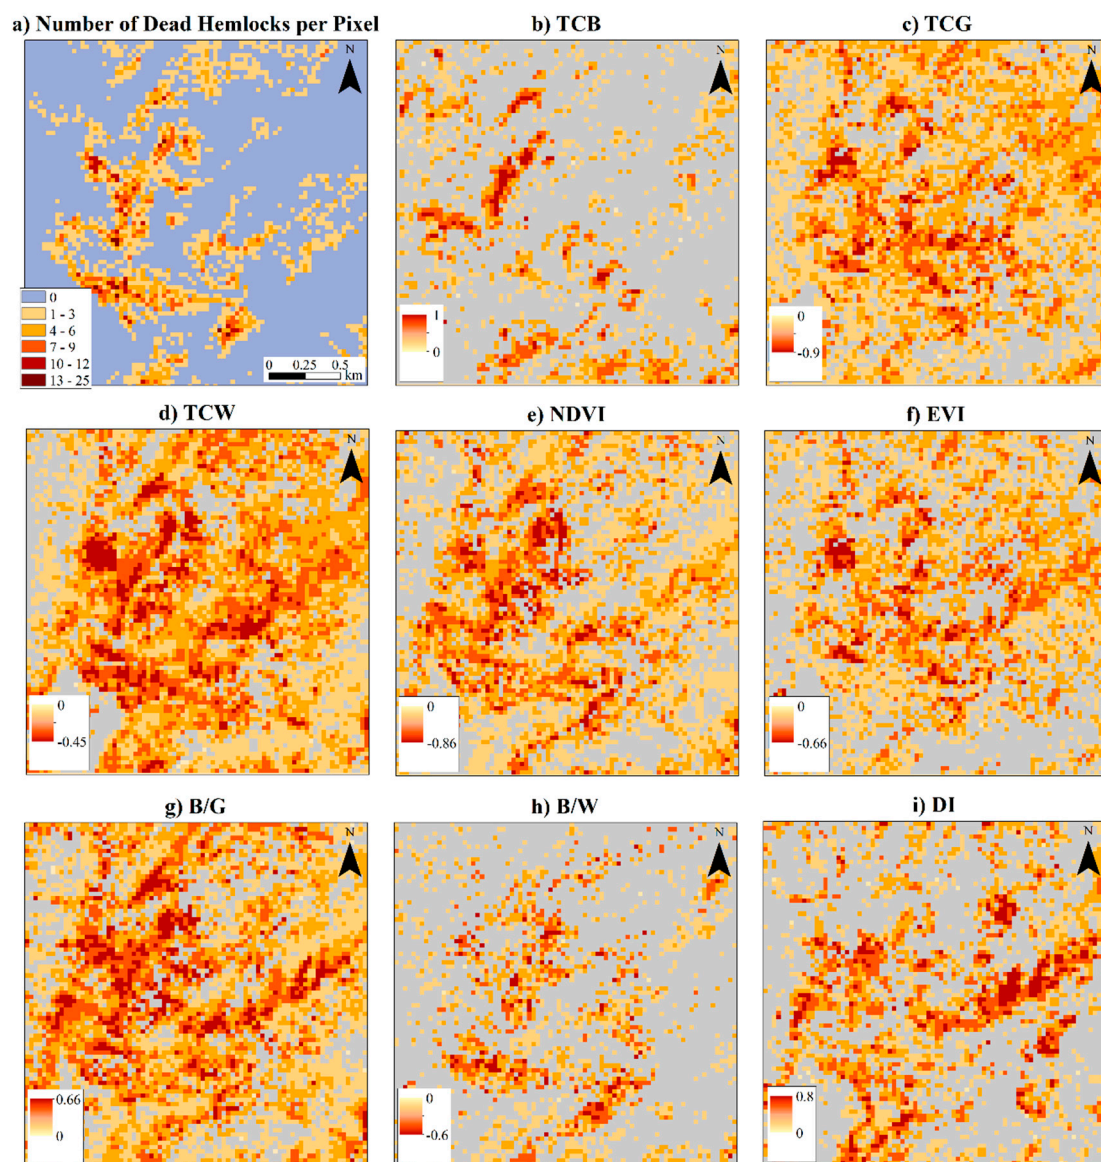 a) Number of Dead Hemlocks per Pixel
b) TCB
c) TCG
N
N
N
0
1 - 3
4 - 6
7 - 9
10 - 12
13 - 25
0 0.25 0.5
km
1
0
0
-0.9
d) TCW
e) NDVI
f) EVI
N
N
N
0
-0.45
0
-0.86
0
-0.66
g) B/G
h) B/W
i) DI
N
N
N
0.66
0
0
-0.6
0.8
0